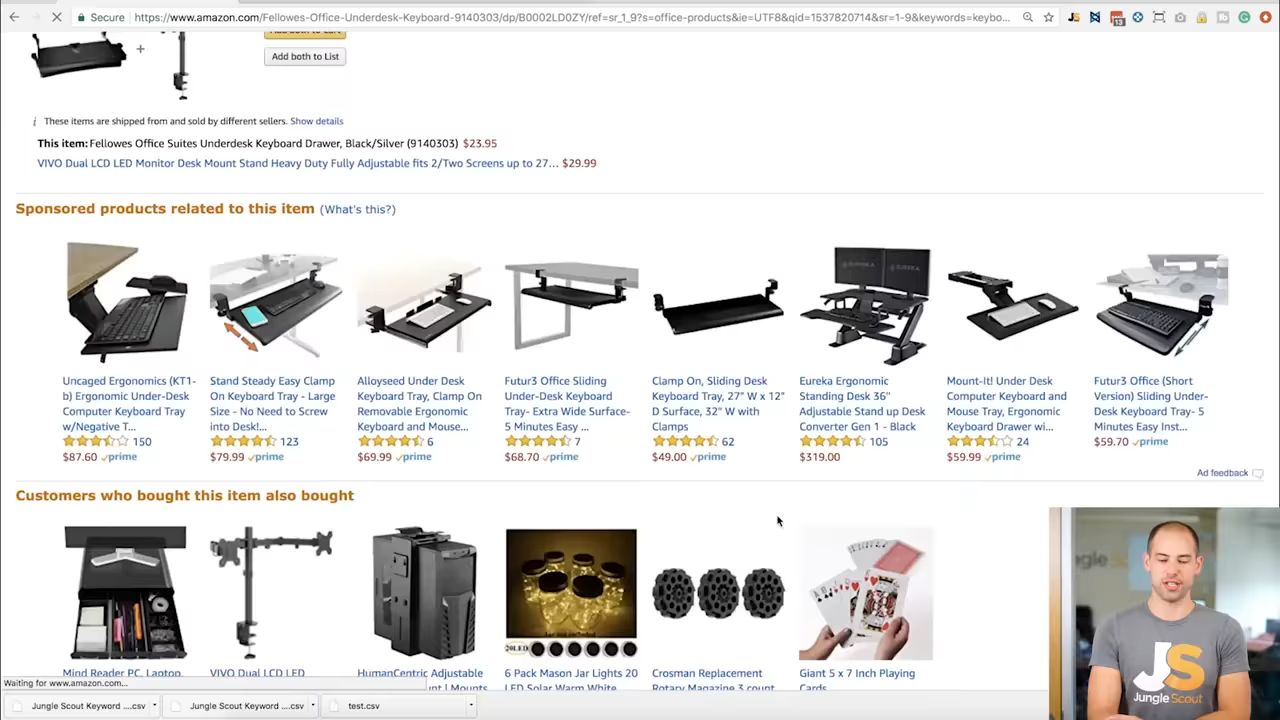 Secure
https://www.amazon.com/Fellowes-Office-Underdesk-Keyboard-9140303/dp/B0002LD0ZY/ref=sr_1_9?s=office-products&ie=UTF8&qid=1537820714&sr=1-9&keywords=keybo...
13
Add both to Cart
Add both to List
These items are shipped from and sold by different sellers. Show details
This item: Fellowes Office Suites Underdesk Keyboard Drawer, Black/Silver (9140303) $23.95
VIVO Dual LCD LED Monitor Desk Mount Stand Heavy Duty Fully Adjustable fits 2/Two Screens up to 27... $29.99
Sponsored products related to this item (What's this?)
Uncaged Ergonomics (KT1-
b) Ergonomic Under-Desk
Computer Keyboard Tray
w/Negative T...
150
$87.60 prime
Stand Steady Easy Clamp
On Keyboard Tray - Large
Size - No Need to Screw
into Desk!...
123
$79.99 prime
Alloyseed Under Desk
Keyboard Tray, Clamp On
Removable Ergonomic
Keyboard and Mouse...
6
$69.99 prime
Futur3 Office Sliding
Under-Desk Keyboard
Tray- Extra Wide Surface-
5 Minutes Easy ...
7
$68.70 prime
Clamp On, Sliding Desk
Keyboard Tray, 27" W x 12"
D Surface, 32" W with
Clamps
62
$49.00 prime
EUREKA
EUREKA
Eureka Ergonomic
Standing Desk 36"
Adjustable Stand up Desk
Converter Gen 1 - Black
105
$319.00
Mount-It! Under Desk
Computer Keyboard and
Mouse Tray, Ergonomic
Keyboard Drawer wi...
24
$59.99 prime
Futur3 Office (Short
Version) Sliding Under-
Desk Keyboard Tray- 5
Minutes Easy Inst...
$59.70 prime
Ad feedback
Customers who bought this item also bought
20LED
Mind Reader PC, Laptop,
VIVO Dual LCD LED
HumanCentric Adjustable
6 Pack Mason Jar Lights 20
LED Solar Warm White
Crosman Replacement
Rotary Magazine 3 count
Giant 5 x 7 Inch Playing
Cards
Waiting for www.amazon.com...
Jungle Scout Keyword ....csv
Jungle Scout Keyword ....csv
test.csv
Jungle Scout
JS
Jungle Scout